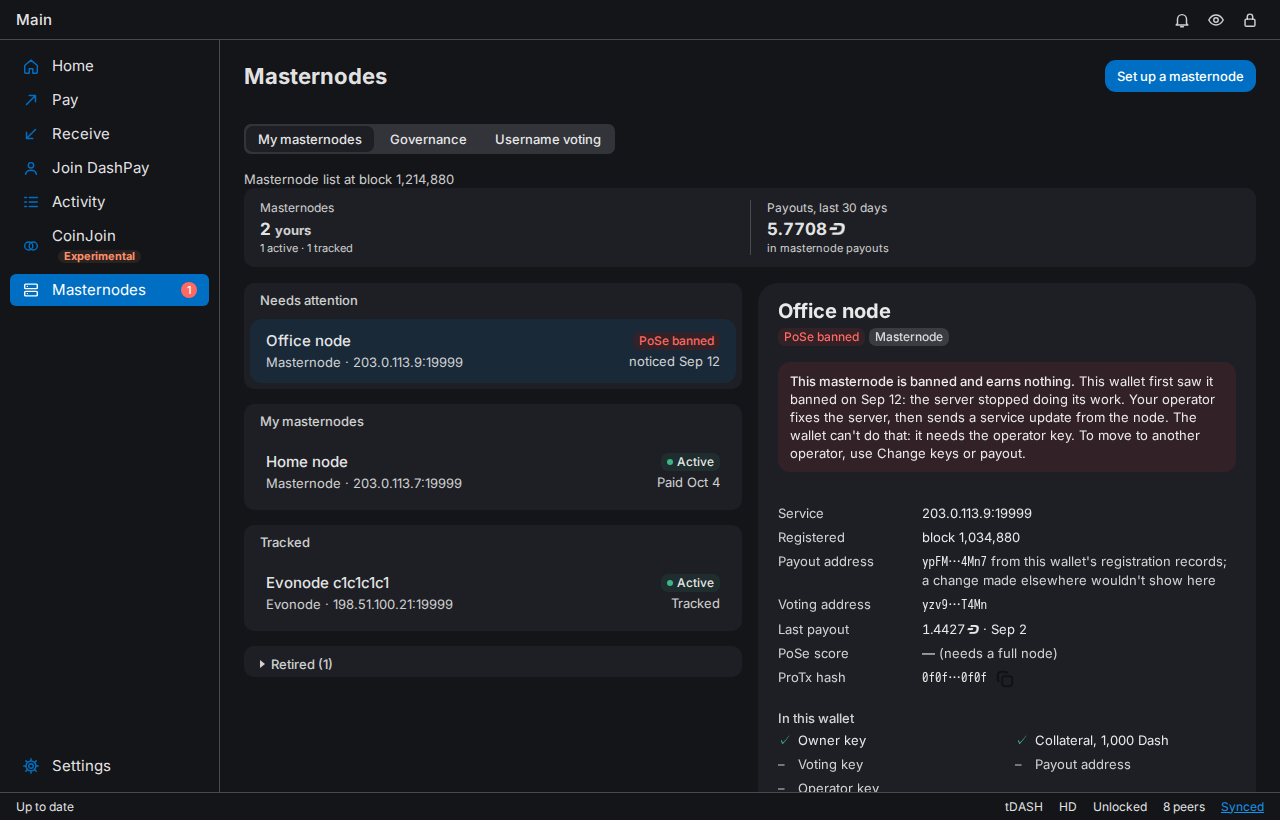 Main
Home
Pay
Receive
Join DashPay
Activity
CoinJoin
Experimental
Masternodes
1
Settings
Masternodes
Set up a masternode
My masternodes
Governance
Username voting
Masternode list at block 1,214,880
Masternodes
2 yours
1 active · 1 tracked
Payouts, last 30 days
5.7708
in masternode payouts
Needs attention
Office node
PoSe banned
Masternode · 203.0.113.9:19999
noticed Sep 12
My masternodes
Home node
Active
Masternode · 203.0.113.7:19999
Paid Oct 4
Tracked
Evonode c1c1c1c1
Active
Evonode · 198.51.100.21:19999
Tracked
Retired (1)
Office node
PoSe banned
Masternode
This masternode is banned and earns nothing. This wallet first saw it
banned on Sep 12: the server stopped doing its work. Your operator
fixes the server, then sends a service update from the node. The
wallet can't do that: it needs the operator key. To move to another
operator, use Change keys or payout.
Service 203.0.113.9:19999
Registered block 1,034,880
Payout address ypFM…4Mn7 from this wallet's registration records;
a change made elsewhere wouldn't show here
Voting address yzv9…T4Mn
Last payout 1.4427 · Sep 2
PoSe score — (needs a full node)
ProTx hash 0f0f…0f0f
In this wallet
✓ Owner key
✓ Collateral, 1,000 Dash
– Voting key
– Payout address
– Operator key
Up to date
tDASH
HD
Unlocked
8 peers
Synced